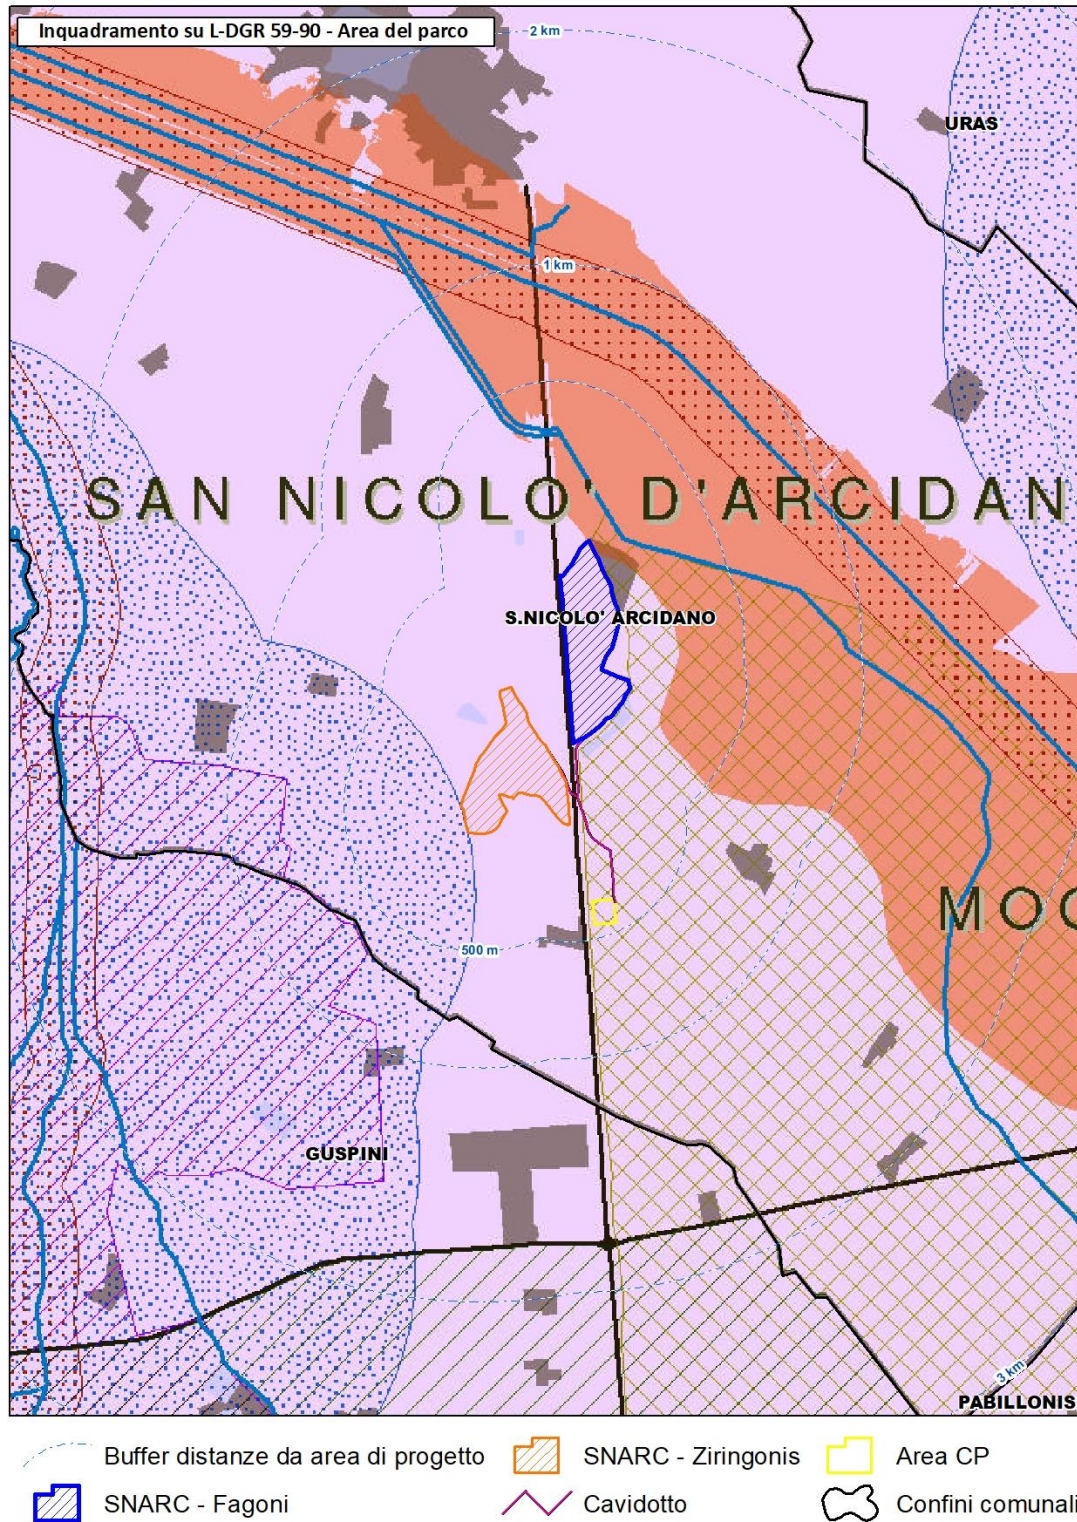 Inquadramento su L-DGR 59-90 - Area del parco
2 km
URAS
1 km
SAN NICOLO' D'ARCIDAN
S.NICOLO' ARCIDANO
MOG
500 m
GUSPINI
3 km
PABILLONIS
Buffer distanze da area di progetto
SNARC - Ziringonis
Area CP
SNARC - Fagoni
Cavidotto
Confini comunali